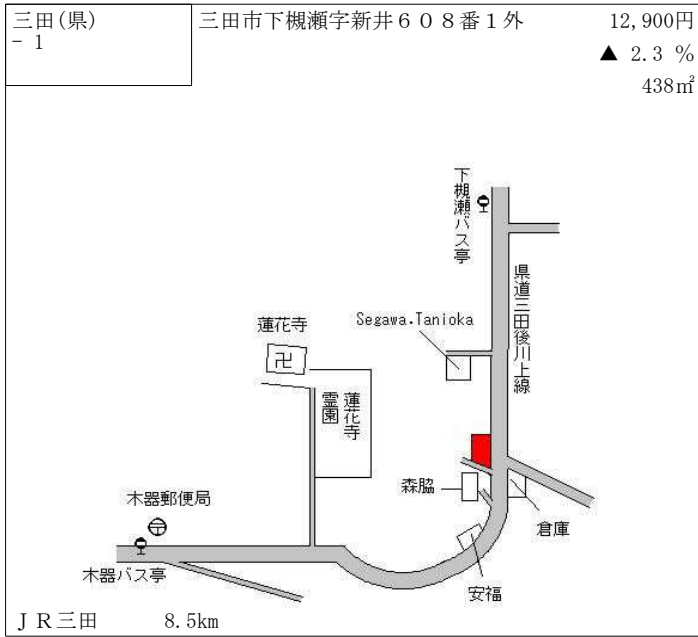 三田(県)
- 1
三田市下槻瀬字新井６０８番１外
12,900円
▲ 2.3 %
438㎡
下槻瀬バス亭
県道三田後川上線
Segawa.Tanioka
蓮花寺
卍
蓮花寺
霊園
森脇
倉庫
木器郵便局
木器バス亭
安福
ＪＲ三田 8.5km